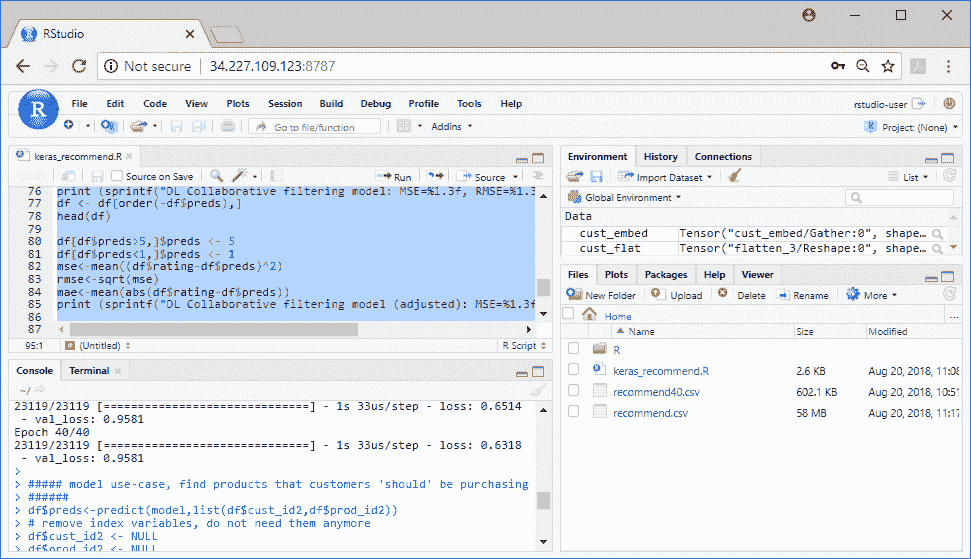 RStudio
Not secure | 34.227.109.123:8787
R File Edit Code View Plots Session Build Debug Profile Tools Help rstudio-user
Go to file/function Addins Project: (None)
keras_recommend.R
Source on Save Run Source
76 print (sprintf("DL Collaborative filtering model: MSE=%1.3f, RMSE=%1.3
77 df <- df[order(-df$preds),]
78 head(df)
79
80 df[df$preds>5,]$preds <- 5
81 df[df$preds<1,]$preds <- 1
82 mse<-mean((df$rating-df$preds)^2)
83 rmse<-sqrt(mse)
84 mae<-mean(abs(df$rating-df$preds))
85 print (sprintf("DL Collaborative filtering model (adjusted): MSE=%1.3f
86
87
95:1 (Untitled) R Script
Console Terminal
~/
23119/23119 [==============================] - 1s 33us/step - loss: 0.6514
- val_loss: 0.9581
Epoch 40/40
23119/23119 [==============================] - 1s 33us/step - loss: 0.6318
- val_loss: 0.9581
>
> ##### model use-case, find products that customers 'should' be purchasing
> ######
> df$preds<-predict(model,list(df$cust_id2,df$prod_id2))
> # remove index variables, do not need them anymore
> df$cust_id2 <- NULL
> df$prod_id2 <- NULL
Environment History Connections
Import Dataset List
Global Environment
Data
cust_embed Tensor("cust_embed/Gather:0", shape…
cust_flat Tensor("flatten_3/Reshape:0", shape…
Files Plots Packages Help Viewer
New Folder Upload Delete Rename More
Home ...
Name Size Modified
R
keras_recommend.R 2.6 KB Aug 20, 2018, 11:08
recommend40.csv 602.1 KB Aug 20, 2018, 10:51
recommend.csv 58 MB Aug 20, 2018, 11:17